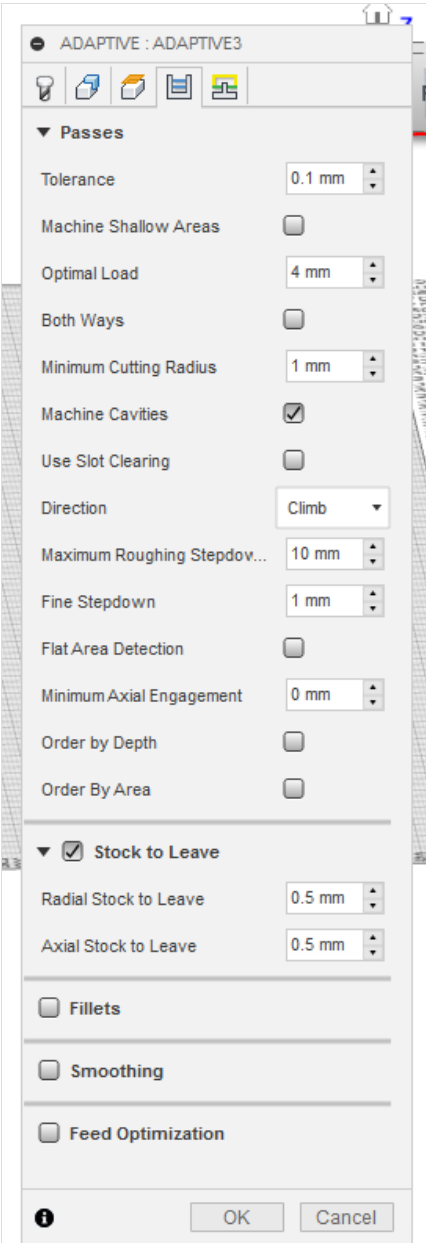 ADAPTIVE : ADAPTIVE3
Passes
Tolerance 0.1 mm
Machine Shallow Areas
Optimal Load 4 mm
Both Ways
Minimum Cutting Radius 1 mm
Machine Cavities
Use Slot Clearing
Direction Climb
Maximum Roughing Stepdov... 10 mm
Fine Stepdown 1 mm
Flat Area Detection
Minimum Axial Engagement 0 mm
Order by Depth
Order By Area
Stock to Leave
Radial Stock to Leave 0.5 mm
Axial Stock to Leave 0.5 mm
Fillets
Smoothing
Feed Optimization
OK Cancel